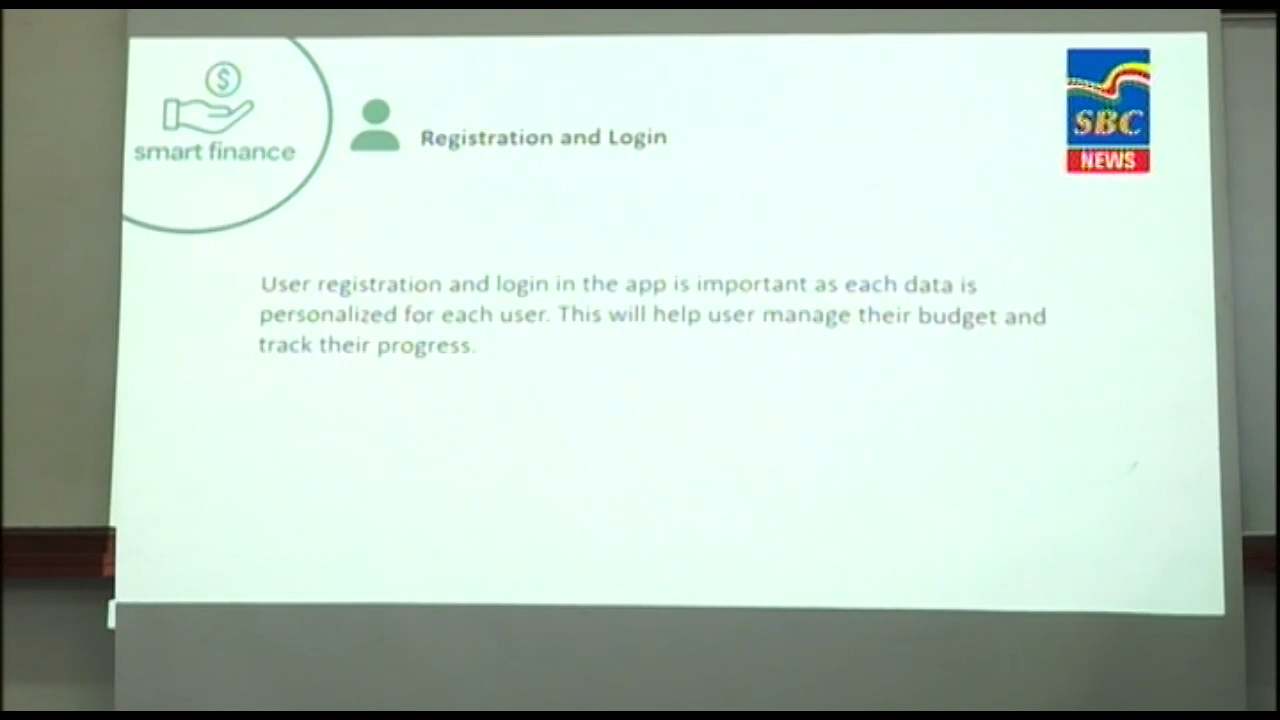 $
smart finance
Registration and Login
SBC
NEWS
User registration and login in the app is important as each data is
personalized for each user. This will help user manage their budget and
track their progress.